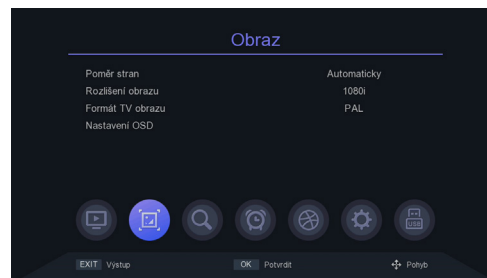 Obraz
Poměr stran Automaticky
Rozlišení obrazu 1080i
Formát TV obrazu PAL
Nastavení OSD
USB
EXIT Výstup OK Potvrdit Pohyb